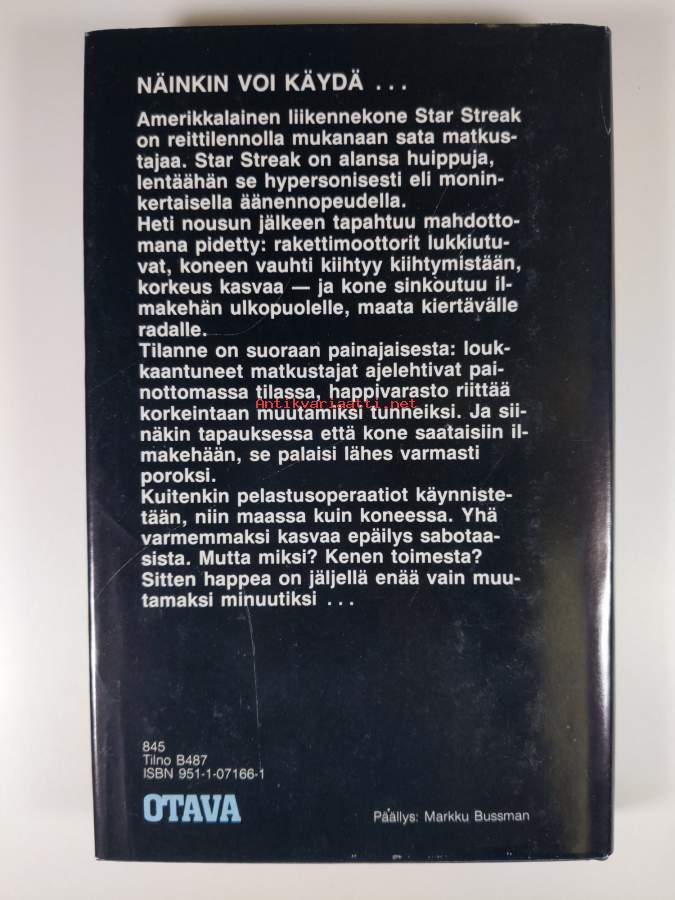 NÄINKIN VOI KÄYDÄ ...
Amerikkalainen liikennekone Star Streak
on reittilennolla mukanaan sata matkus-
tajaa. Star Streak on alansa huippuja,
lentäähän se hypersonisesti eli monin-
kertaisella äänennopeudella.
Heti nousun jälkeen tapahtuu mahdotto-
mana pidetty: rakettimoottorit lukkiutu-
vat, koneen vauhti kiihtyy kiihtymistään,
korkeus kasvaa — ja kone sinkoutuu il-
makehän ulkopuolelle, maata kiertävälle
radalle.
Tilanne on suoraan painajaisesta: louk-
kaantuneet matkustajat ajelehtivat pai-
nottomassa tilassa, happivarasto riittää
Antikvariaatti.net
korkeintaan muutamiksi tunneiksi. Ja sii-
näkin tapauksessa että kone saataisiin il-
makehään, se palaisi lähes varmasti
poroksi.
Kuitenkin pelastusoperaatiot käynniste-
tään, niin maassa kuin koneessa. Yhä
varmemmaksi kasvaa epäilys sabotaa-
sista. Mutta miksi? Kenen toimesta?
Sitten happea on jäljellä enää vain muu-
tamaksi minuutiksi ...
845
Tilno B487
ISBN 951-1-07166-1
OTAVA
Päällys: Markku Bussman